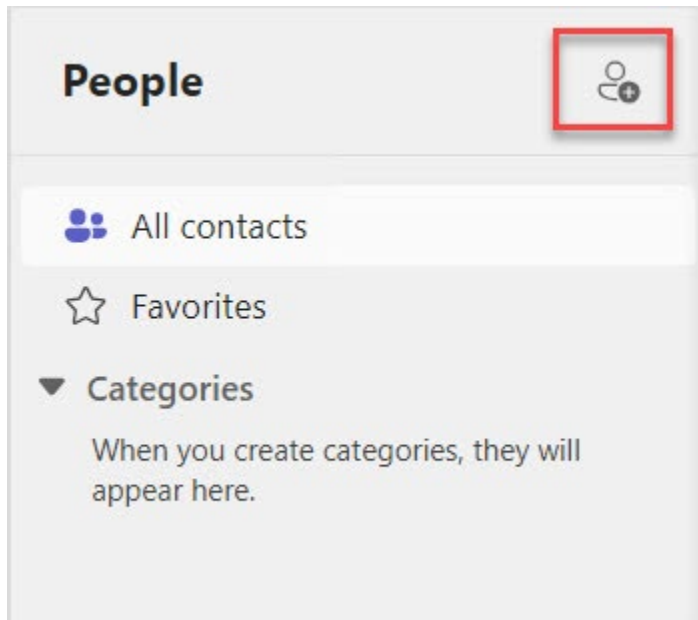 People
All contacts
Favorites
Categories
When you create categories, they will
appear here.